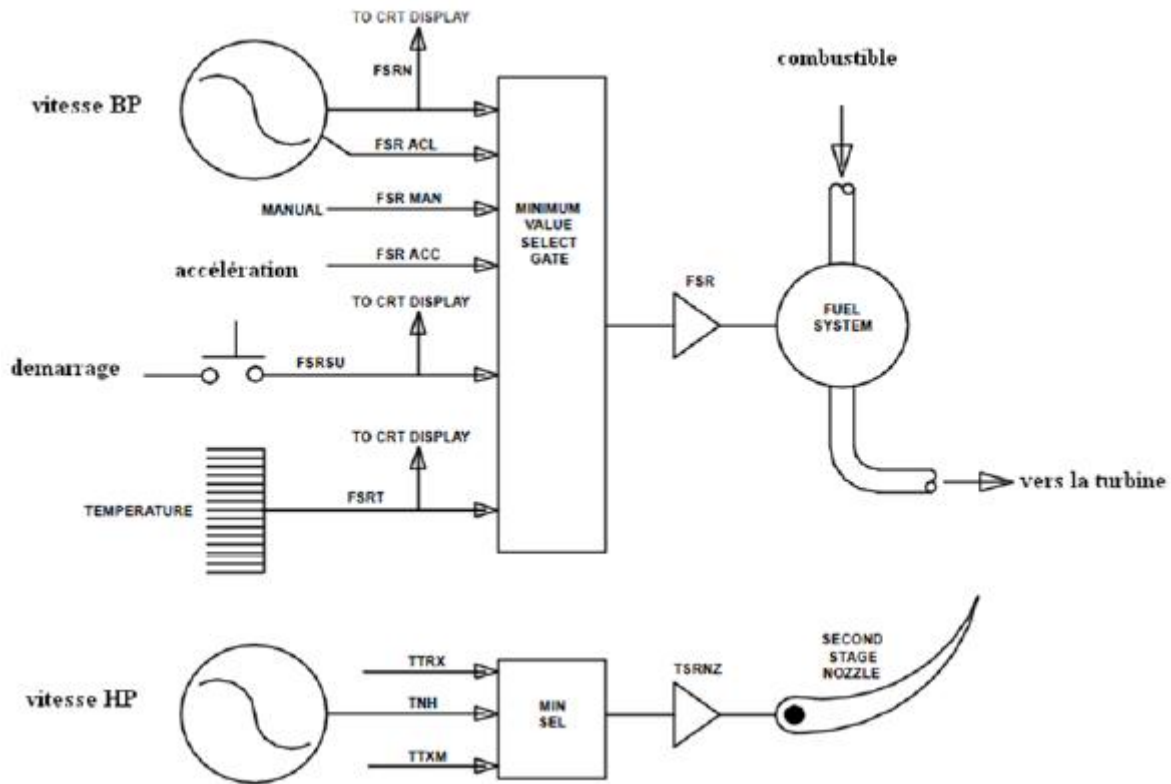 TO CRT DISPLAY
FSRN
vitesse BP
FSR ACL
MANUAL
FSR MAN
accélération
FSR ACC
TO CRT DISPLAY
demarrage
FSRSU
TO CRT DISPLAY
TEMPERATURE
FSRT
MINIMUM
VALUE
SELECT
GATE
FSR
combustible
FUEL
SYSTEM
vers la turbine
vitesse HP
TTRX
TNH
TTXM
MIN
SEL
TSRNZ
SECOND
STAGE
NOZZLE